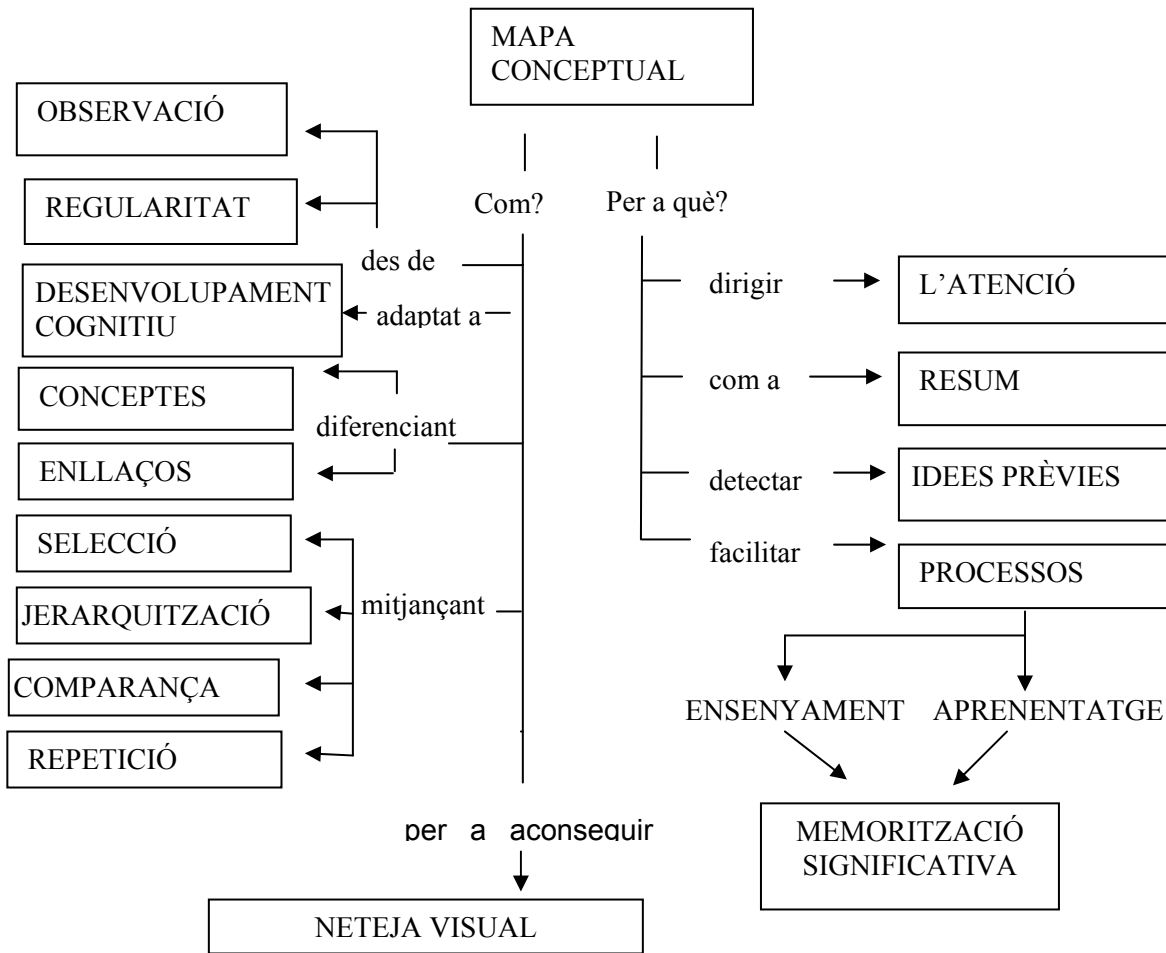 MAPA
CONCEPTUAL
OBSERVACIÓ
REGULARITAT
Com?
Per a què?
des de
dirigir
L’ATENCIÓ
DESENVOLUPAMENT
COGNITIU
adaptat a
com a
RESUM
CONCEPTES
diferenciant
ENLLAÇOS
detectar
IDEES PRÈVIES
SELECCIÓ
facilitar
PROCESSOS
JERARQUITZACIÓ
mitjançant
COMPARANÇA
ENSENYAMENT
APRENENTATGE
REPETICIÓ
per a aconseguir
MEMORITZACIÓ
SIGNIFICATIVA
NETEJA VISUAL